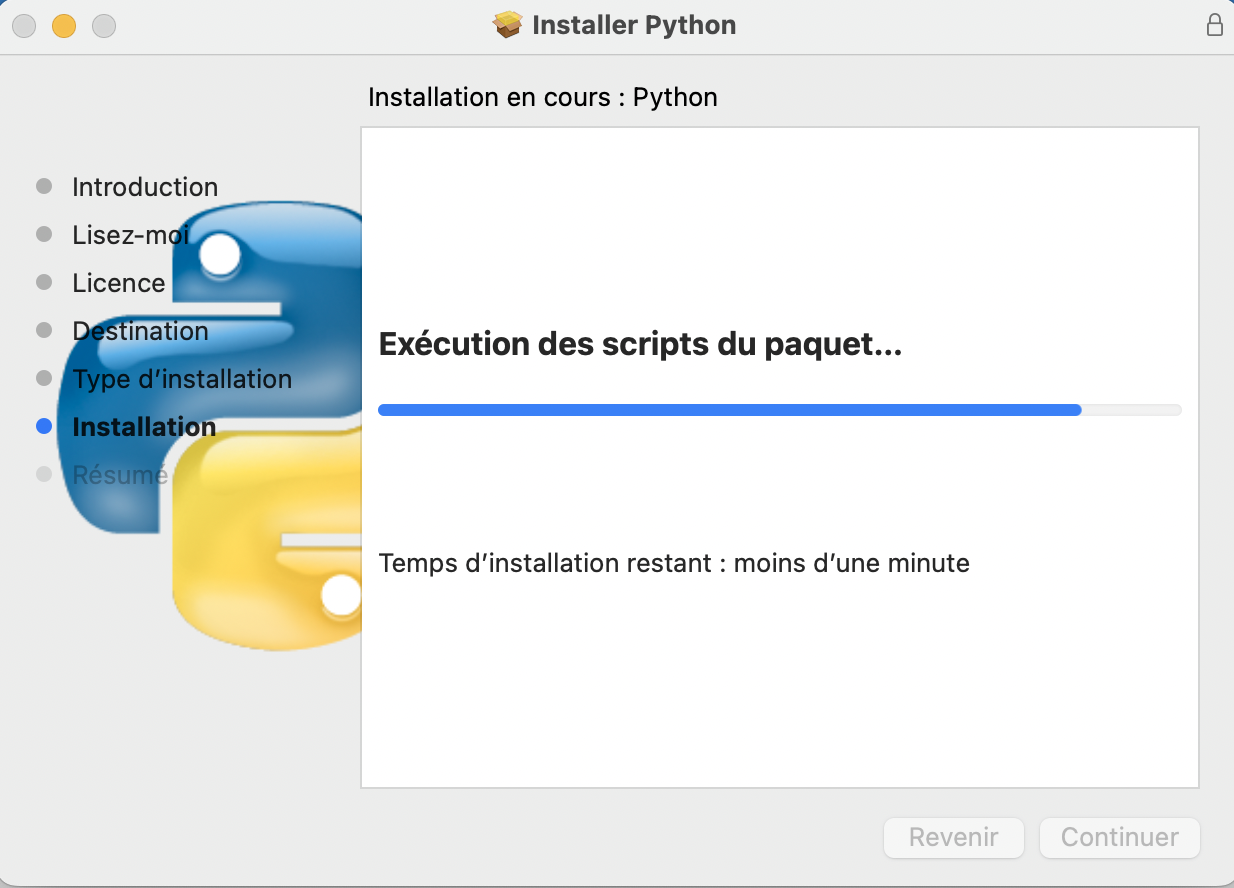 Installer Python
Installation en cours : Python
Introduction
Lisez-moi
Licence
Destination
Type d’installation
Installation
Résumé
Exécution des scripts du paquet...
Temps d’installation restant : moins d’une minute
Revenir
Continuer